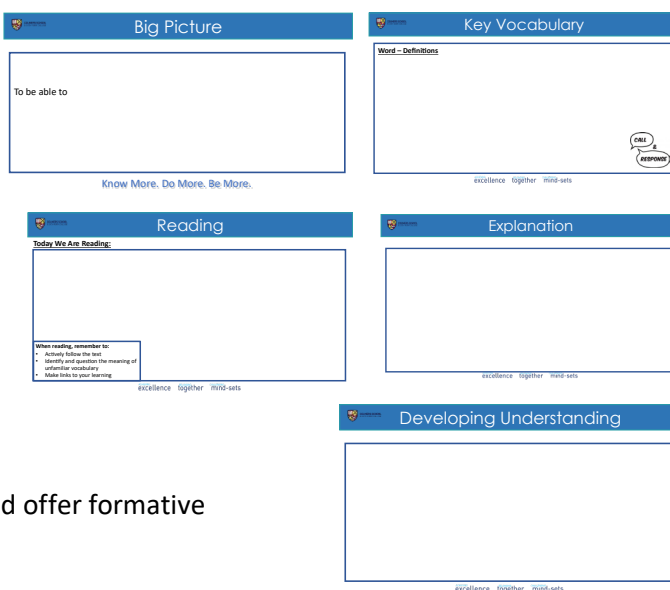 Big Picture
To be able to
Know More. Do More. Be More.
Key Vocabulary
Word – Definitions
CALL
&
RESPONSE
excellence together mind-sets
Reading
Today We Are Reading:
When reading, remember to:
• Actively follow the text
• Identify and question the meaning of
unfamiliar vocabulary
• Make links to your learning
excellence together mind-sets
Explanation
excellence together mind-sets
Developing Understanding
d offer formative
excellence together mind-sets